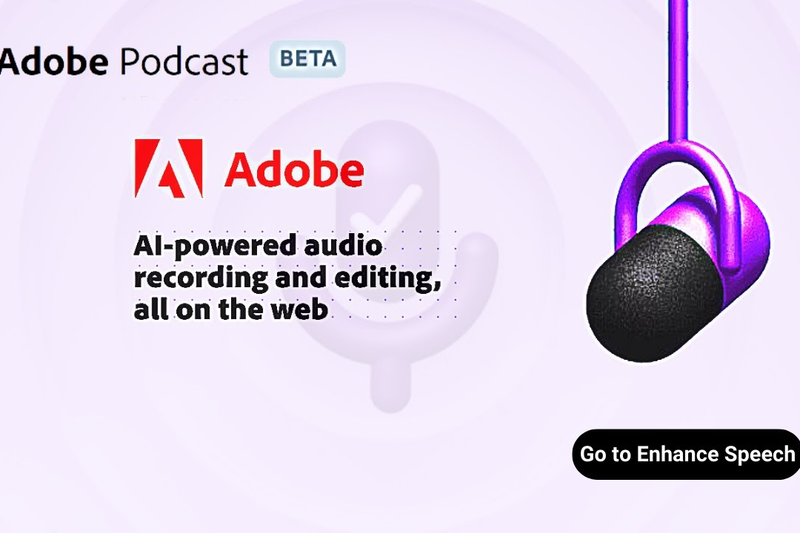 Adobe Podcast BETA
Adobe
AI-powered audio
recording and editing,
all on the web
Go to Enhance Speech